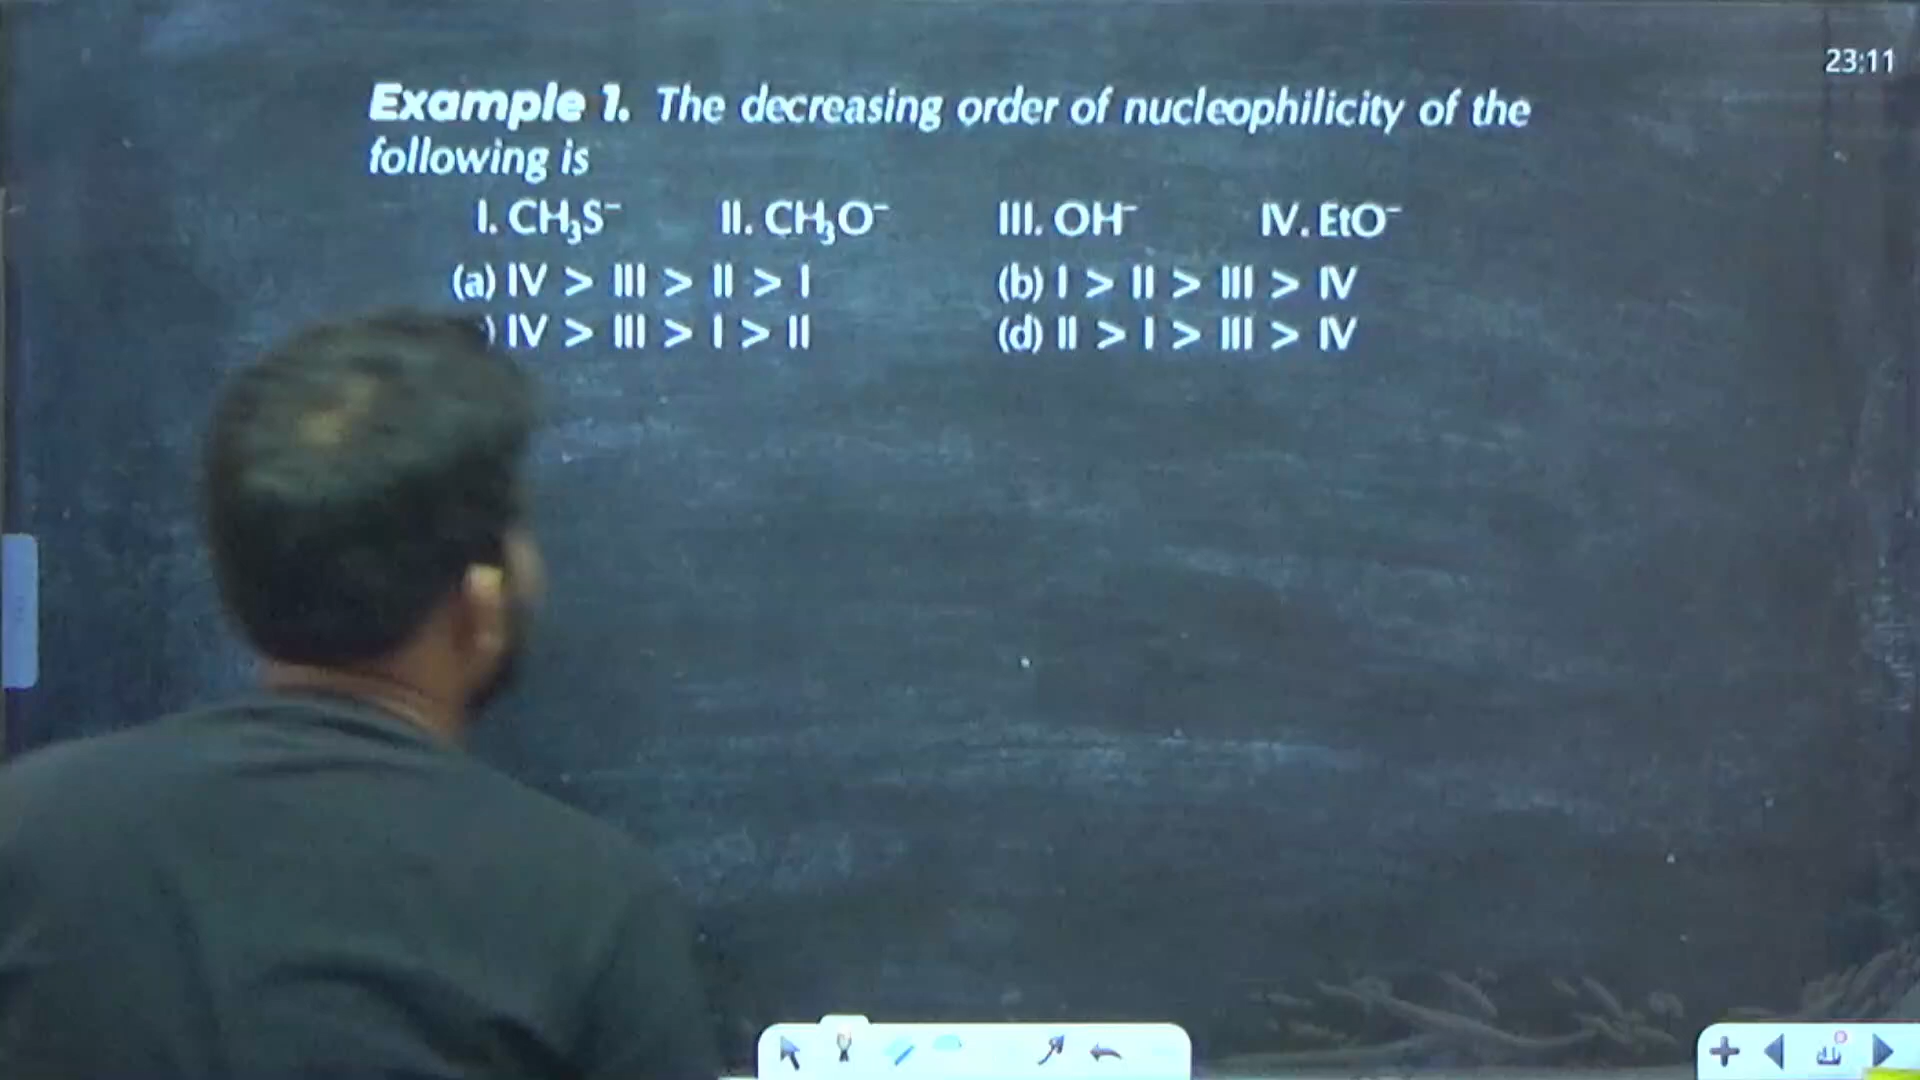 23:11
Example 1. The decreasing order of nucleophilicity of the
following is
I. CH₃S⁻ II. CH₃O⁻ III. OH⁻ IV. EtO⁻
(a) IV > III > II > I (b) I > II > III > IV
) IV > III > I > II (d) II > I > III > IV